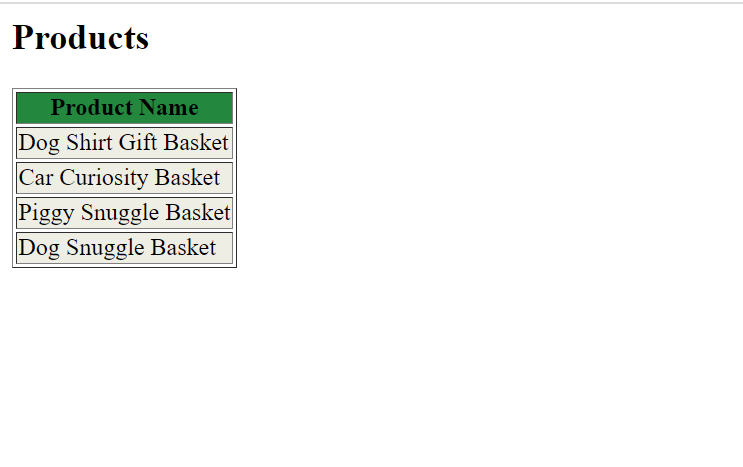 Products
Product Name
Dog Shirt Gift Basket
Car Curiosity Basket
Piggy Snuggle Basket
Dog Snuggle Basket